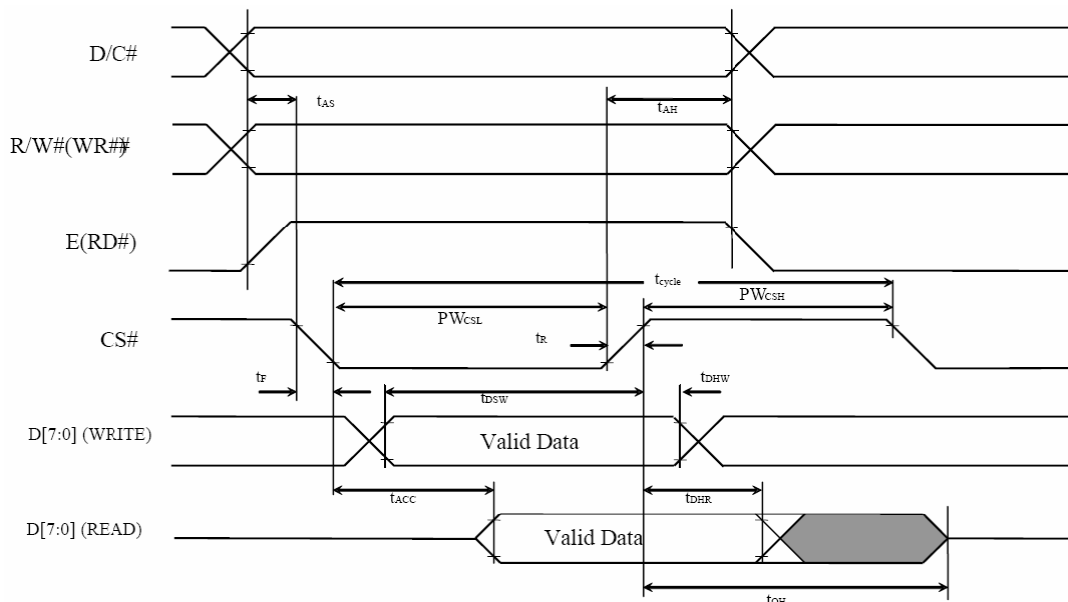 D/C#
tAS
tAH
R/W#(WR##)
E(RD#)
tcycle
PWCSL
PWCSH
CS#
tR
tF
tDSW
tDHW
D[7:0] (WRITE)
Valid Data
tACC
tDHR
D[7:0] (READ)
Valid Data
tOH